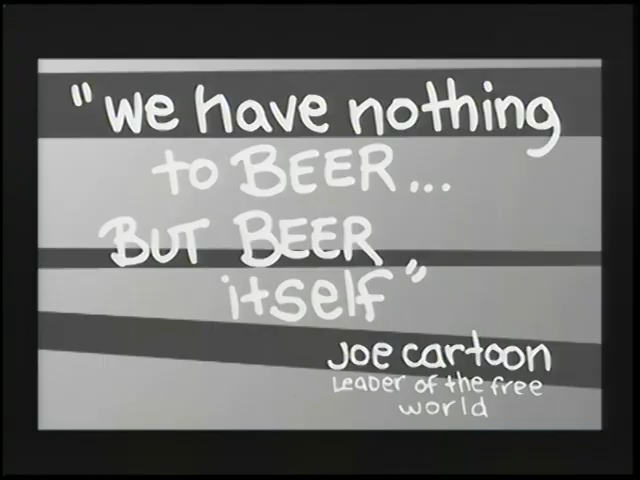 "we have nothing
to BEER...
BUT BEER
itself"
Joe cartoon
Leader of the free
world